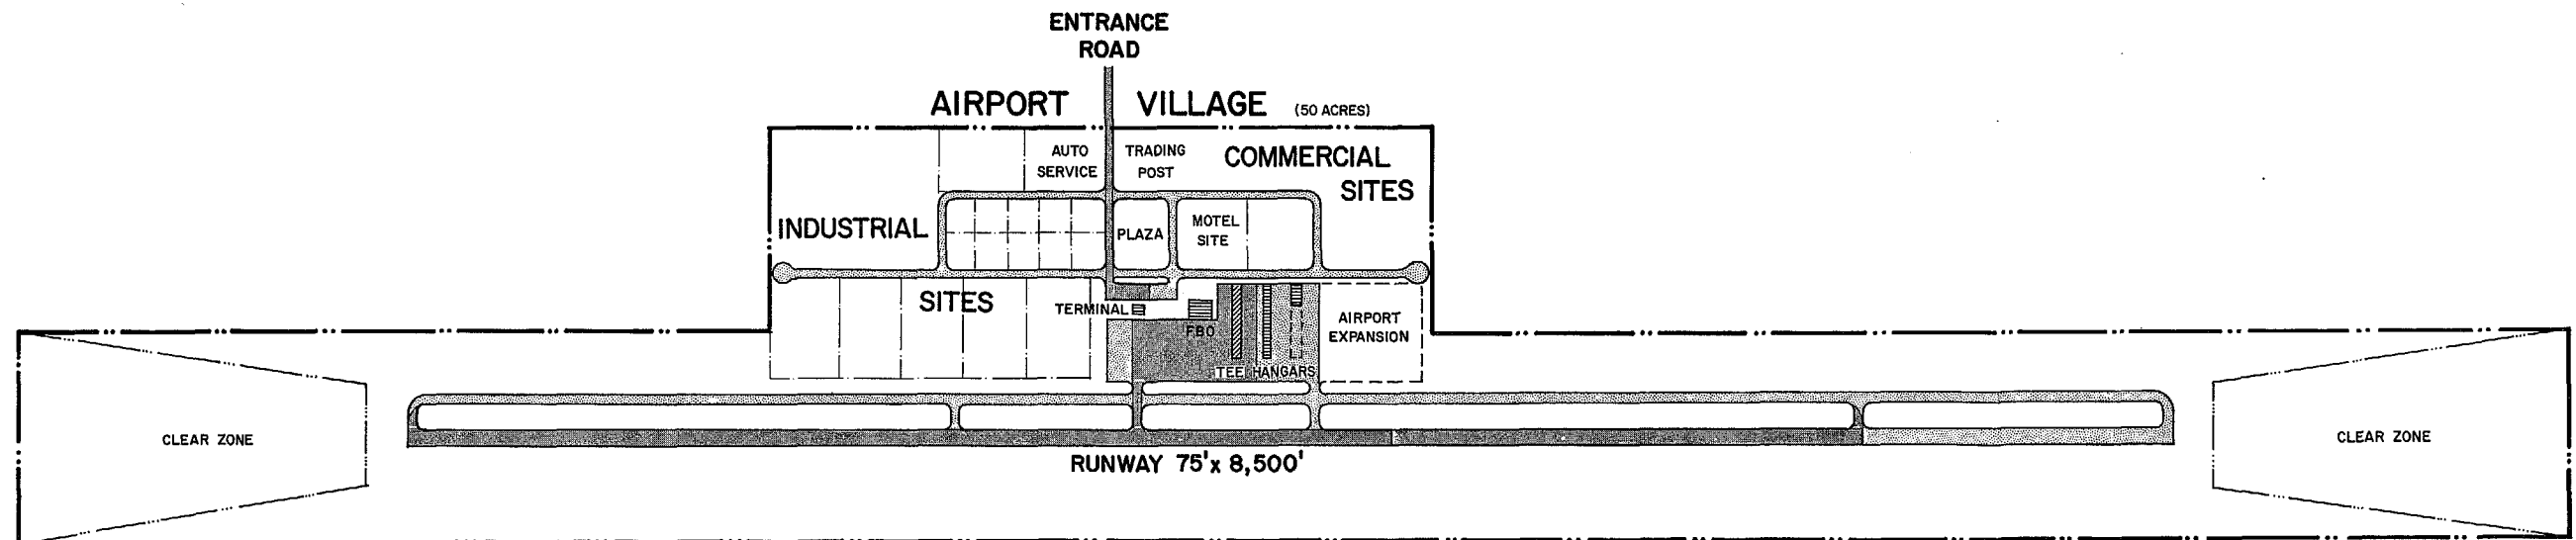 ENTRANCE
ROAD
AIRPORT VILLAGE (50 ACRES)
AUTO
SERVICE
TRADING
POST
COMMERCIAL
SITES
INDUSTRIAL
SITES
PLAZA
MOTEL
SITE
TERMINAL
FBO
AIRPORT
EXPANSION
TEE HANGARS
CLEAR ZONE
CLEAR ZONE
RUNWAY 75'x 8,500'